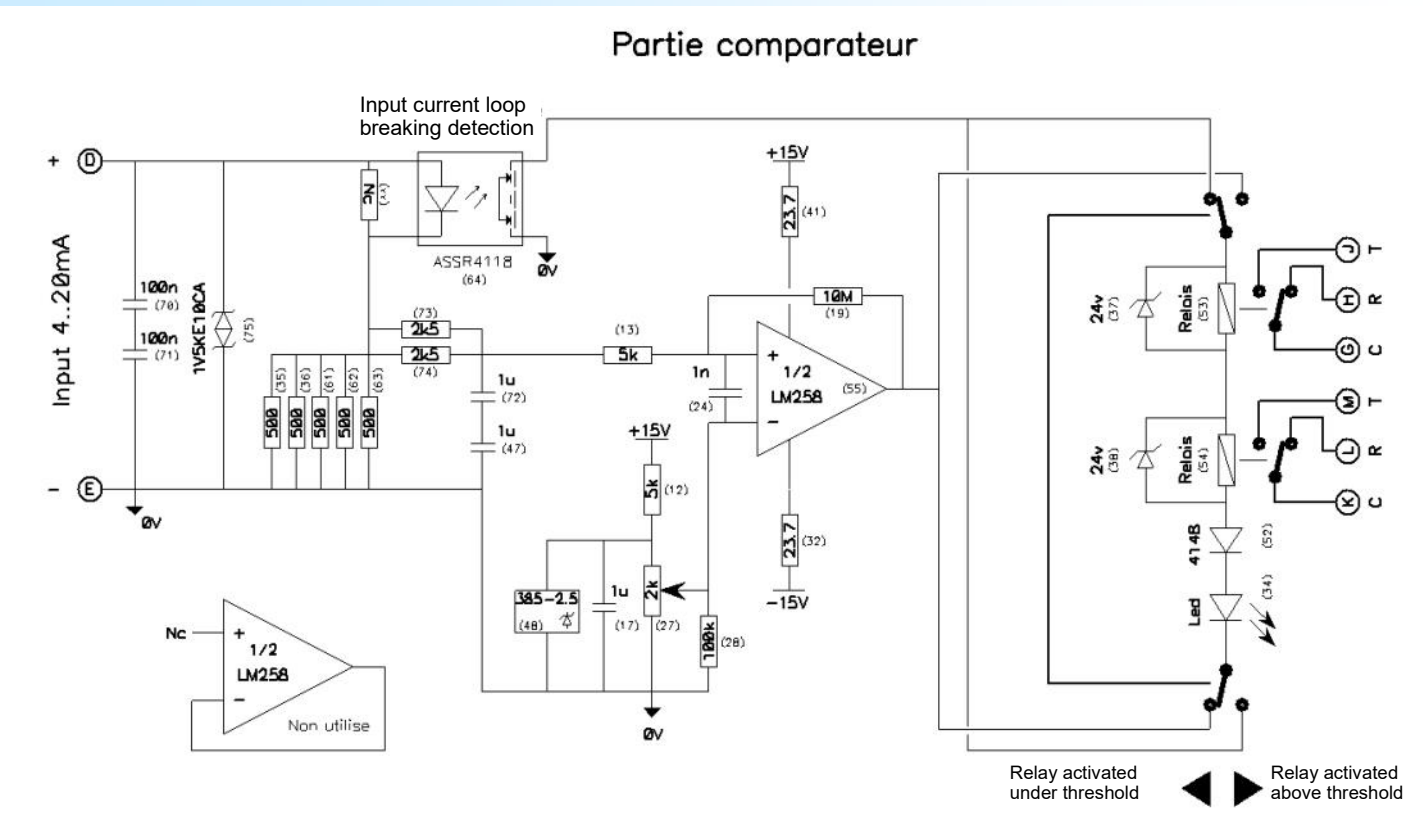 Partie comparateur
Input current loop
breaking detection
+ D
Input 4..20mA
- E
100n
(70)
100n
(71)
0V
1V5KE10CA
(75)
Nc
ASSR4118
(64)
0V
(73)
2k5
2k5
(74)
500 (35)
500 (36)
500 (61)
500 (62)
500 (63)
1u
(72)
1u
(47)
(13)
5k
+15V
23.7 (41)
10M
(19)
1n
(24)
+
1/2
LM258
(55)
-
23.7 (32)
-15V
+15V
5k (12)
385-2.5
(48)
1u
(17)
2k
(27)
100k
(28)
0V
Nc
+
1/2
LM258
-
Non utilise
24v
(37)
Relais
(53)
J T
H R
G C
24v
(38)
Relais
(54)
M T
L R
K C
4148
(52)
Led
(34)
Relay activated
under threshold
Relay activated
above threshold